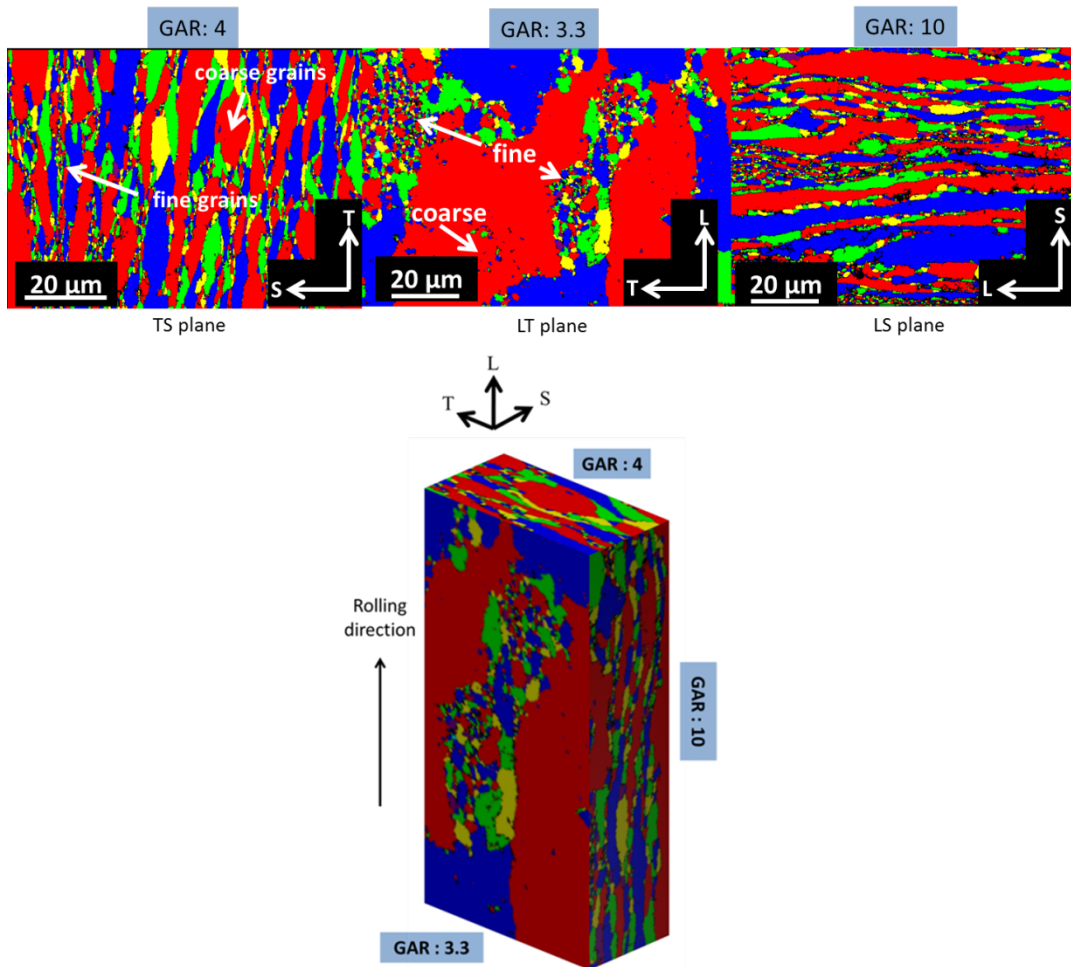 GAR: 4
GAR: 3.3
GAR: 10
coarse grains
fine grains
T
S
20 µm
fine
coarse
L
T
20 µm
S
L
20 µm
TS plane
LT plane
LS plane
L
T
S
GAR : 4
Rolling
direction
GAR : 10
GAR : 3.3